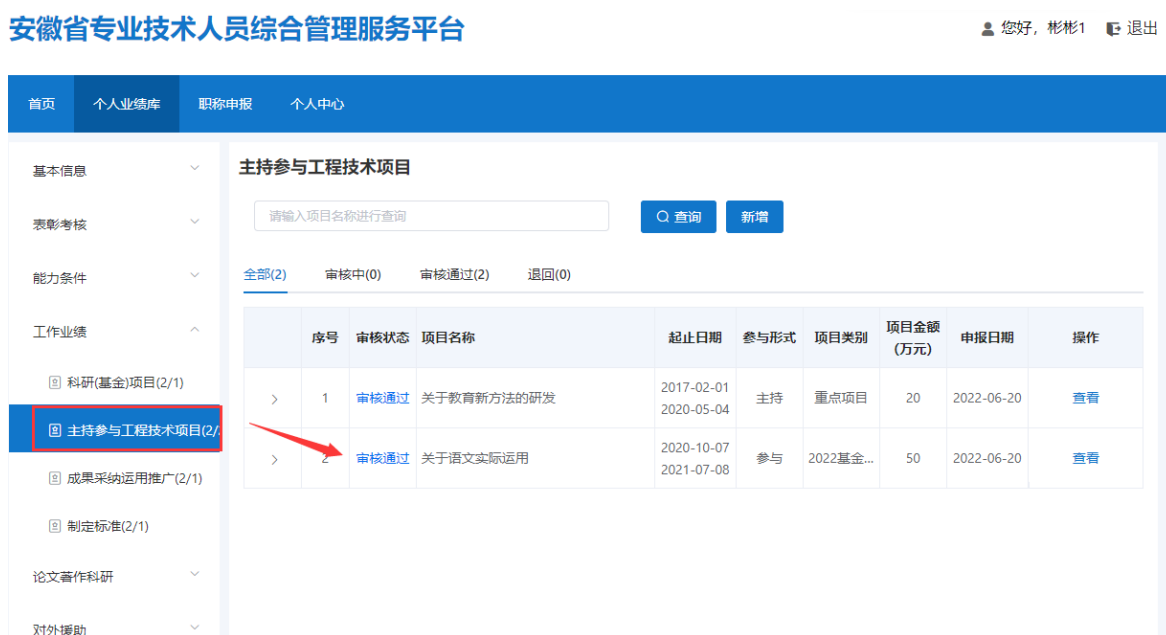 安徽省专业技术人员综合管理服务平台
您好，彬彬1 退出
首页 个人业绩库 职称申报 个人中心
基本信息
表彰考核
能力条件
工作业绩
科研(基金)项目(2/1)
主持参与工程技术项目(2/
成果采纳运用推广(2/1)
制定标准(2/1)
论文著作科研
对外援助
主持参与工程技术项目
请输入项目名称进行查询 查询 新增
全部(2) 审核中(0) 审核通过(2) 退回(0)
序号 审核状态 项目名称 起止日期 参与形式 项目类别 项目金额 申报日期 操作
(万元)
1 审核通过 关于教育新方法的研发 2017-02-01 主持 重点项目 20 2022-06-20 查看
2020-05-04
2 审核通过 关于语文实际运用 2020-10-07 参与 2022基金... 50 2022-06-20 查看
2021-07-08